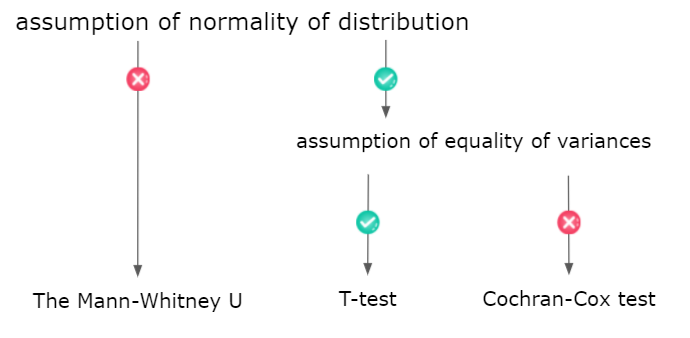 assumption of normality of distribution
assumption of equality of variances
The Mann-Whitney U
T-test
Cochran-Cox test